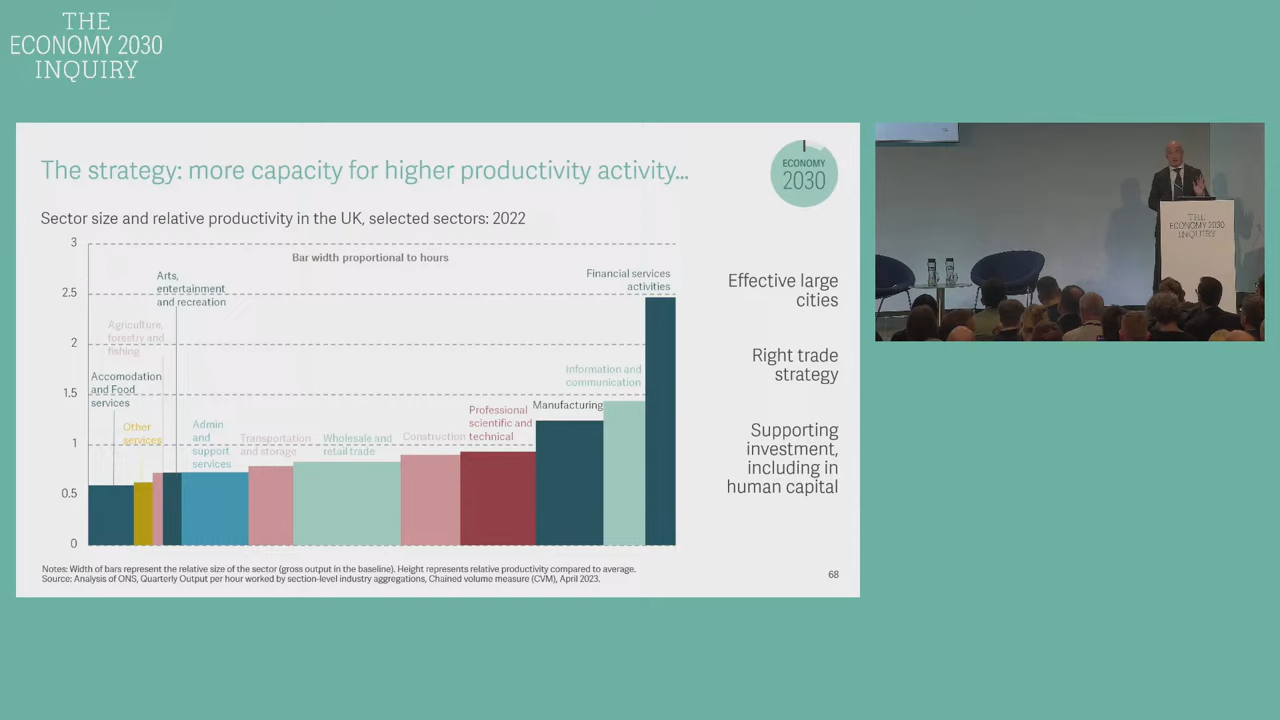 THE
ECONOMY 2030
INQUIRY
The strategy: more capacity for higher productivity activity...
ECONOMY
2030
Sector size and relative productivity in the UK, selected sectors: 2022
3
2.5
2
1.5
1
0.5
0
Bar width proportional to hours
Accomodation
and Food
services
Other
services
Agriculture,
forestry and
fishing
Arts,
entertainment
and recreation
Admin
and
support
services
Transportation
and storage
Wholesale and
retail trade
Construction
Professional
scientific and
technical
Manufacturing
Information and
communication
Financial services
activities
Effective large
cities
Right trade
strategy
Supporting
investment,
including in
human capital
Notes: Width of bars represent the relative size of the sector (gross output in the baseline). Height represents relative productivity compared to average.
Source: Analysis of ONS, Quarterly Output per hour worked by section-level industry aggregations, Chained volume measure (CVM), April 2023.
68
THE
ECONOMY 2030
INQUIRY